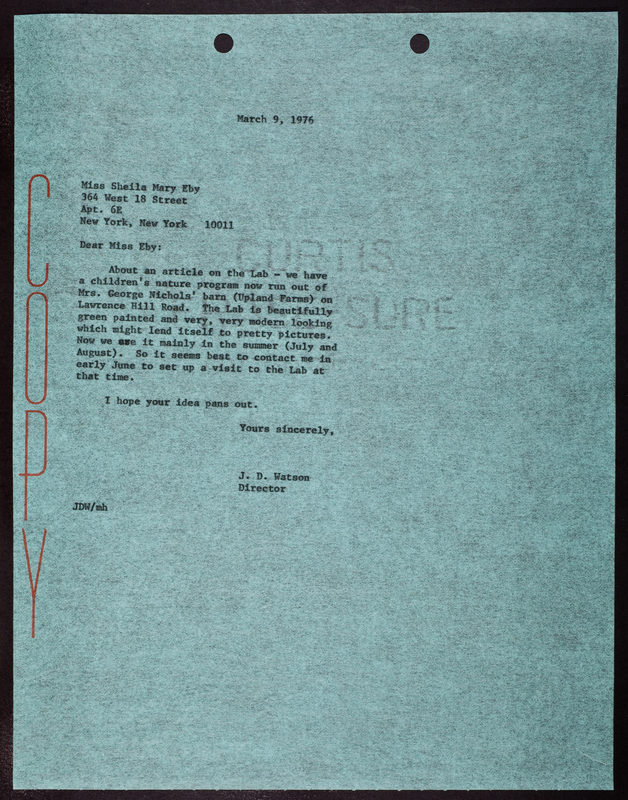 March 9, 1976
Miss Sheila Mary Eby
364 West 18 Street
Apt. 6E
New York, New York 10011
Dear Miss Eby:
About an article on the Lab - we have
a children's nature program now run out of
Mrs. George Nichols' barn (Upland Farms) on
Lawrence Hill Road. The Lab is beautifully
green painted and very, very modern looking
which might lend itself to pretty pictures.
Now we use it mainly in the summer (July and
August). So it seems best to contact me in
early June to set up a visit to the Lab at
that time.
I hope your idea pans out.
Yours sincerely,
J. D. Watson
Director
JDW/mh
COPY
CURTIS
SURE